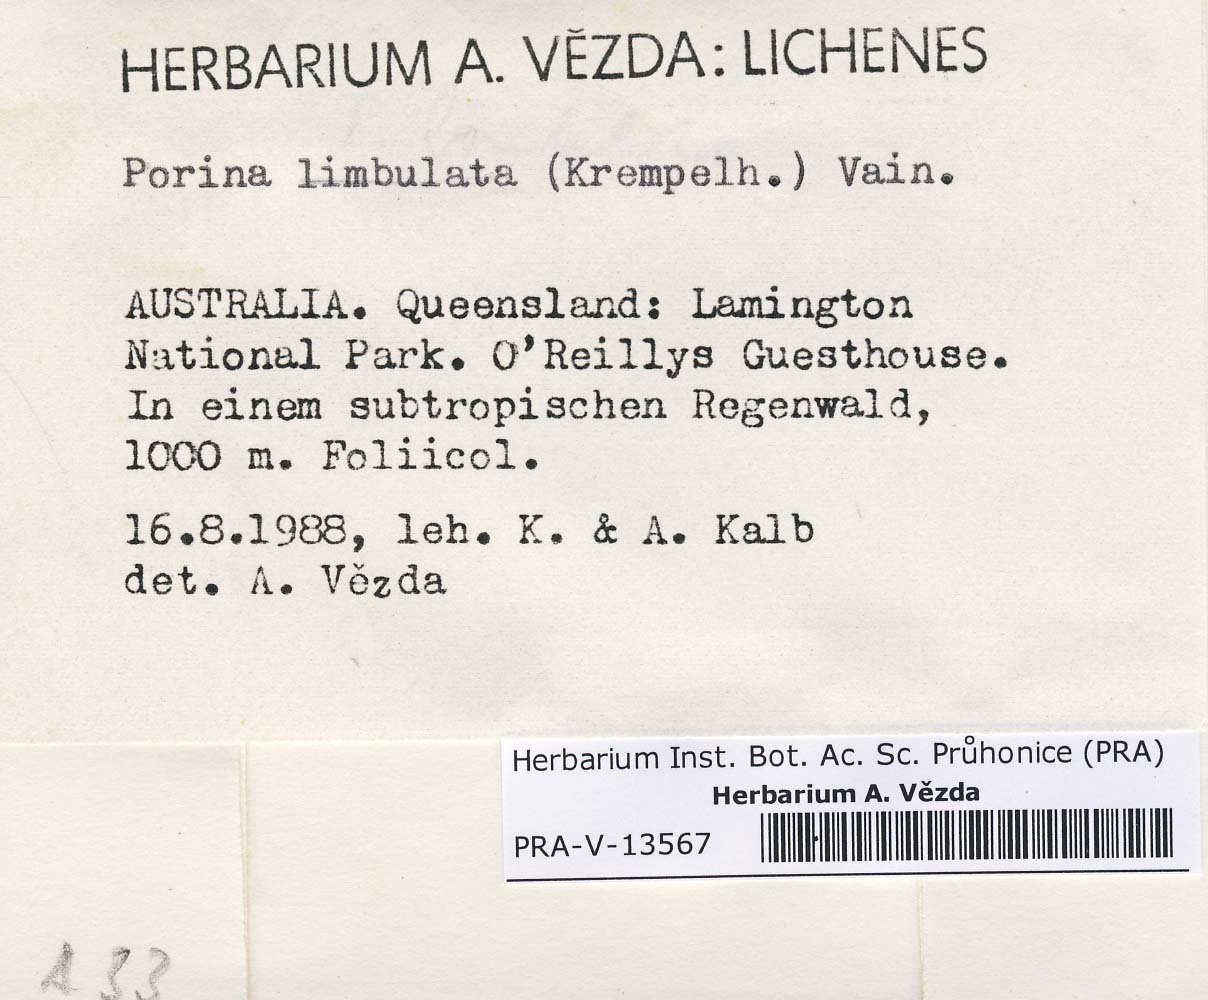 HERBARIUM A. VĚZDA: LICHENES
Porina limbulata (Krempelh.) Vain.
AUSTRALIA. Queensland: Lamington
National Park. O'Reillys Guesthouse.
In einem subtropischen Regenwald,
1000 m. Foliicol.
16.8.1988, leh. K. & A. Kalb
det. A. Vězda
Herbarium Inst. Bot. Ac. Sc. Průhonice (PRA)
Herbarium A. Vězda
PRA-V-13567
A 33